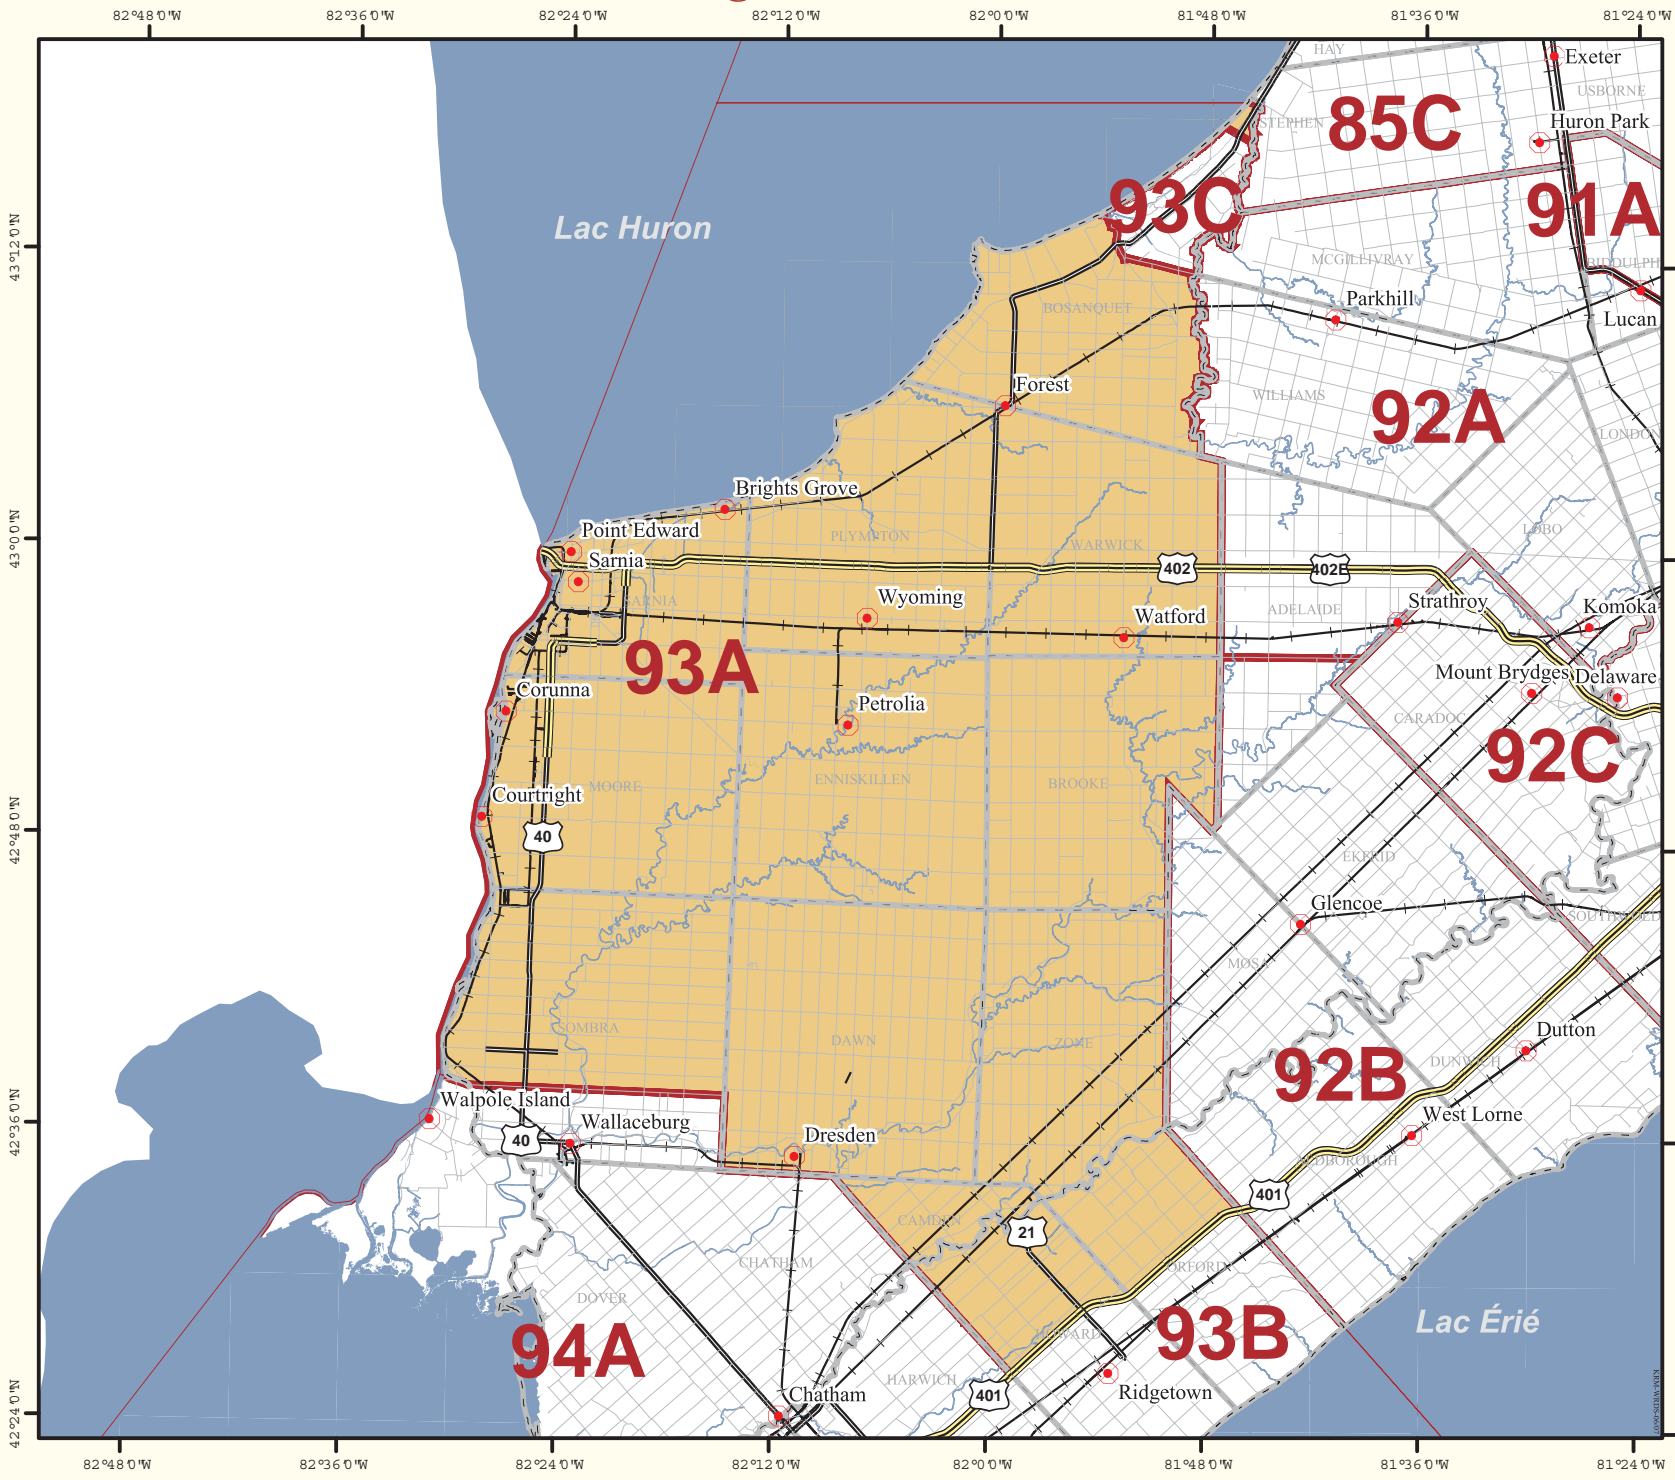 82°48'0"W 82°36'0"W 82°24'0"W 82°12'0"W 82°0'0"W 81°48'0"W 81°36'0"W 81°24'0"W
HAY
Exeter
USBORNE
85C
STEPHEN
Huron Park
93C
91A
Lac Huron
43°12'0"N
MCGILLIVRAY
BIDDULPH
BOSANQUET
Parkhill
Lucan
Forest
WILLIAMS
92A
LONDO
Brights Grove
Point Edward
PLYMPTON
LOBO
43°0'0"N
WARWICK
Sarnia
402
402E
SARNIA
Wyoming
Watford
ADELAIDE
Strathroy
Komoka
93A
Mount Brydges
Delaware
Corunna
Petrolia
CARADOC
92C
MOORE
ENNISKILLEN
BROOKE
Courtright
42°48'0"N
40
EKFRID
Glencoe
SOUTHWOLD
MOSA
SOMBRA
DAWN
ZONE
Dutton
92B
DUNWICH
Walpole Island
West Lorne
42°36'0"N
Wallaceburg
40
Dresden
ALDBOROUGH
401
CAMDEN
21
CHATHAM
ORFORD
DOVER
Lac Érié
94A
HOWARD
93B
HARWICH
Chatham
401
Ridgetown
42°24'0"N
82°48'0"W 82°36'0"W 82°24'0"W 82°12'0"W 82°0'0"W 81°48'0"W 81°36'0"W 81°24'0"W